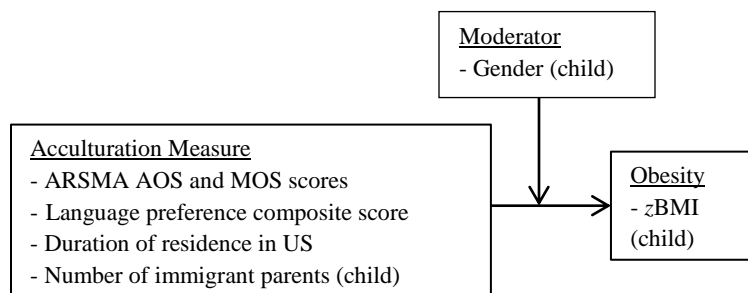 Moderator
- Gender (child)
Acculturation Measure
- ARSMA AOS and MOS scores
- Language preference composite score
- Duration of residence in US
- Number of immigrant parents (child)
Obesity
- zBMI
(child)